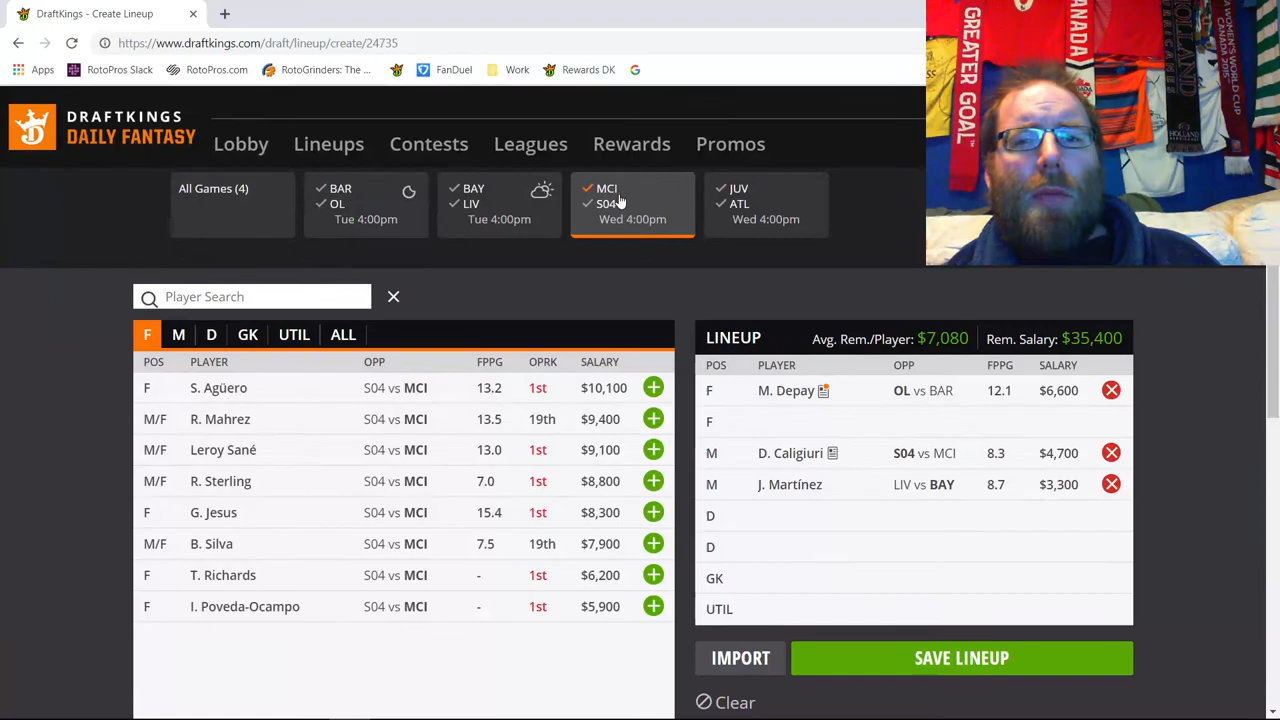 DraftKings - Create Lineup
https://www.draftkings.com/draft/lineup/create/24735
Apps RotoPros Slack RotoPros.com RotoGrinders: The ... FanDu Work Rewards DK
DRAFTKINGS
DAILY FANTASY
Lobby Lineups Contests Leagues Rewards Promos
All Games (4)
BAR
OL
Tue 4:00pm
BAY
LIV
Tue 4:00pm
MCI
S04
Wed 4:00pm
JUV
ATL
Wed 4:00pm
GREATER GOAL
CANADA
HOLLAND
HOLLAND
A WOMEN'S WORLD CUP
CANADA 2015
Player Search
F M D GK UTIL ALL
POS PLAYER OPP FPPG OPRK SALARY
F S. Agüero S04 vs MCI 13.2 1st $10,100
M/F R. Mahrez S04 vs MCI 13.5 19th $9,400
M/F Leroy Sané S04 vs MCI 13.0 1st $9,100
M/F R. Sterling S04 vs MCI 7.0 1st $8,800
F G. Jesus S04 vs MCI 15.4 1st $8,300
M/F B. Silva S04 vs MCI 7.5 19th $7,900
F T. Richards S04 vs MCI - 1st $6,200
F I. Poveda-Ocampo S04 vs MCI - 1st $5,900
LINEUP Avg. Rem./Player: $7,080 Rem. Salary: $35,400
POS PLAYER OPP FPPG SALARY
F M. Depay OL vs BAR 12.1 $6,600
F
M D. Caligiuri S04 vs MCI 8.3 $4,700
M J. Martínez LIV vs BAY 8.7 $3,300
D
D
GK
UTIL
IMPORT SAVE LINEUP
Clear